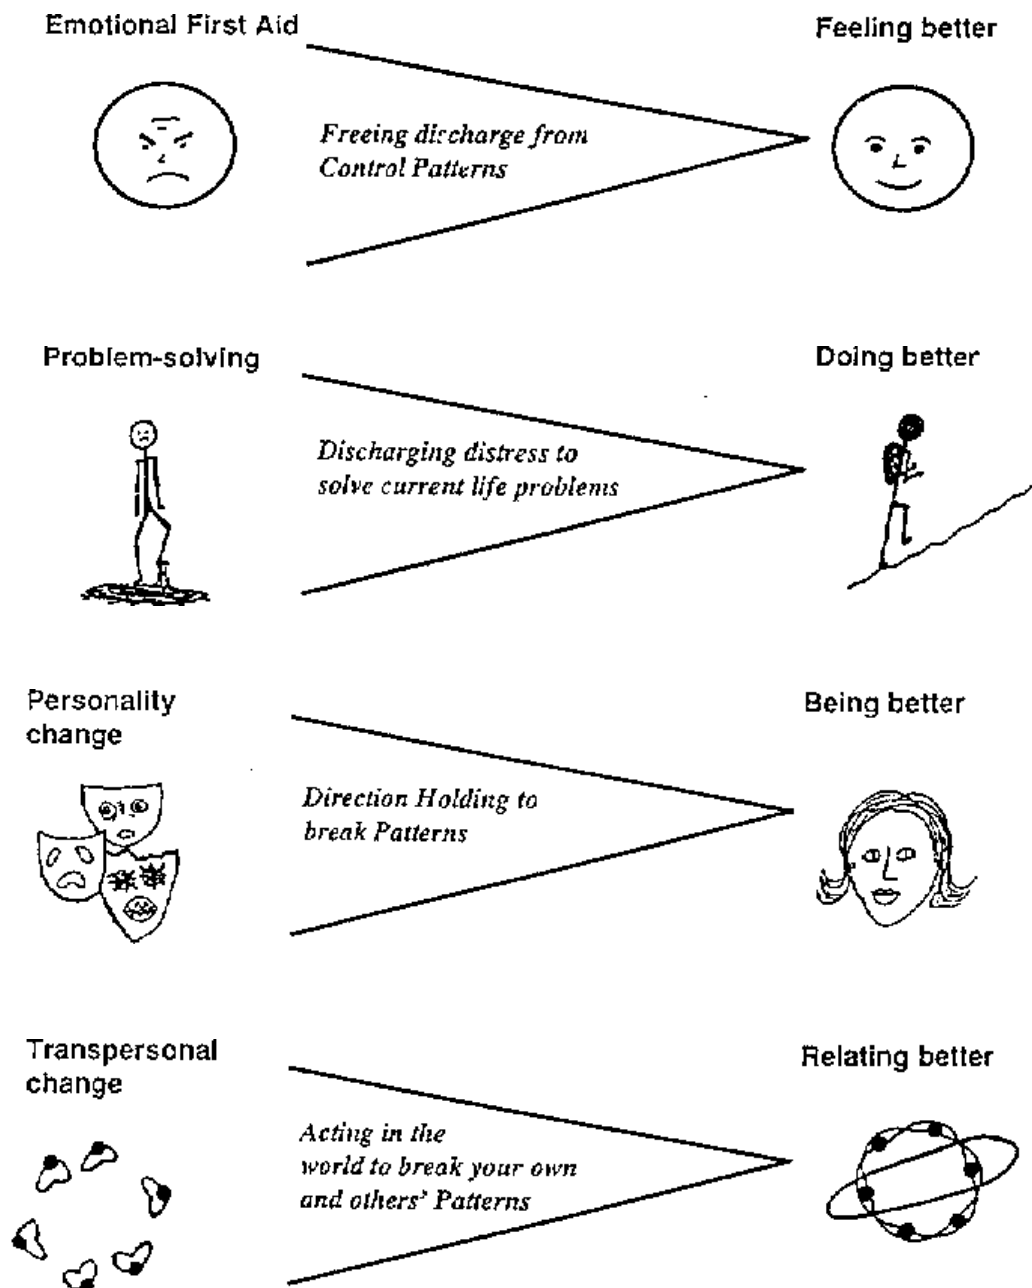 Emotional First Aid
Feeling better
Freeing discharge from
Control Patterns
Problem-solving
Doing better
Discharging distress to
solve current life problems
Personality
change
Being better
Direction Holding to
break Patterns
Transpersonal
change
Relating better
Acting in the
world to break your own
and others' Patterns